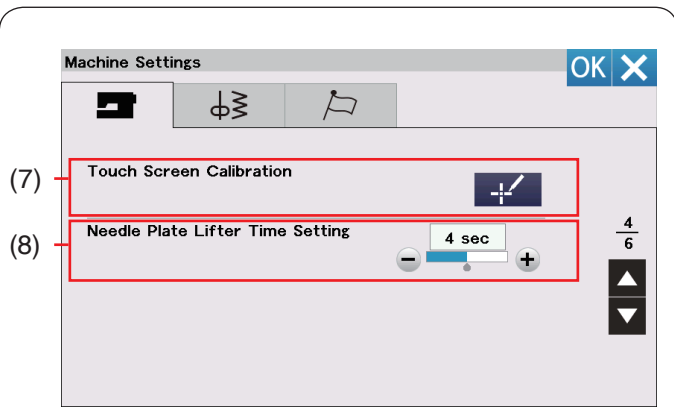 Machine Settings
OK
(7)
Touch Screen Calibration
(8)
Needle Plate Lifter Time Setting
4 sec
4
6